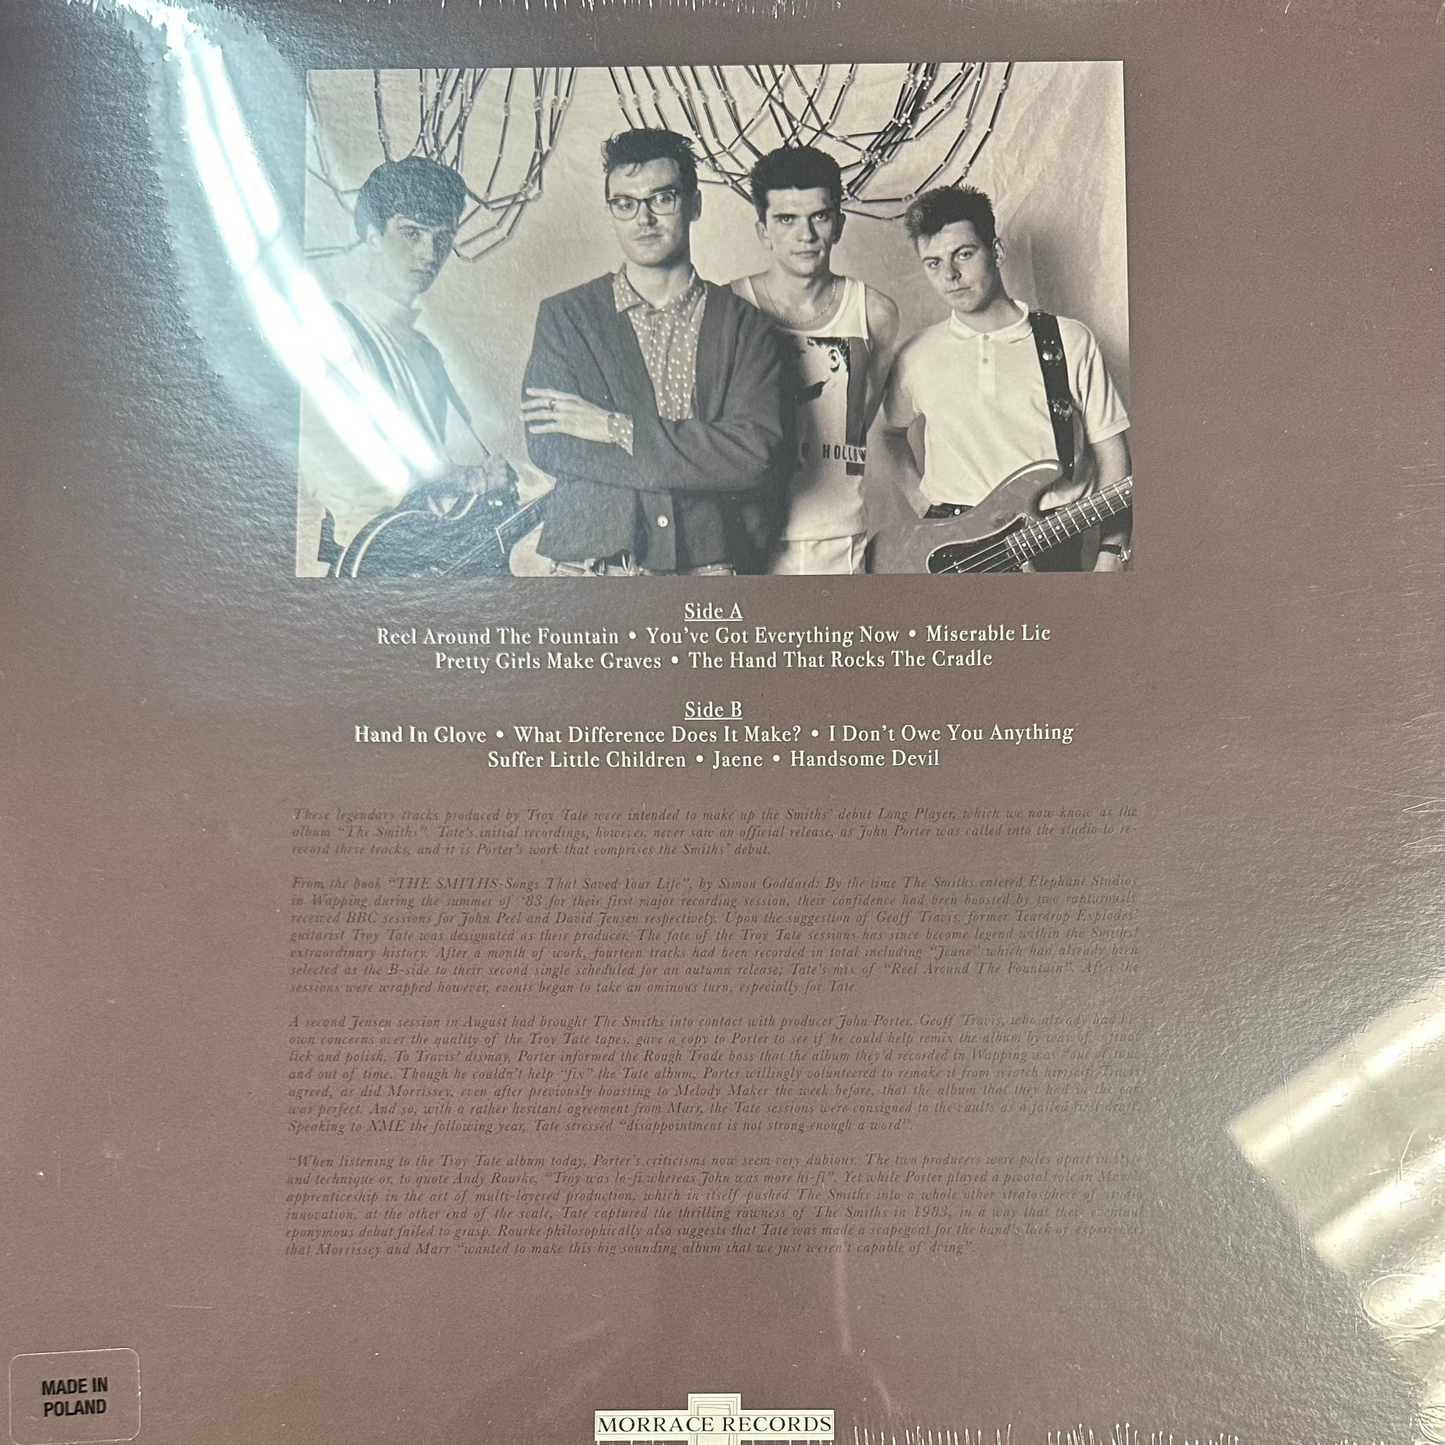 HOLLOW
Side A
Reel Around The Fountain • You've Got Everything Now • Miserable Lie
Pretty Girls Make Graves • The Hand That Rocks The Cradle
Side B
Hand In Glove • What Difference Does It Make? • I Don't Owe You Anything
Suffer Little Children • Jaene • Handsome Devil
These legendary tracks produced by Troy Tate were intended to make up the Smiths' debut Long Player, which we now know as the
album "The Smiths". Tate's initial recordings, however, never saw an official release, as John Porter was called into the studio to re-
record these tracks, and it is Porter's work that comprises the Smiths' debut.
From the book "THE SMITHS-Songs That Saved Your Life", by Simon Goddard: By the time The Smiths entered Elephant Studios
in Wapping during the summer of '83 for their first major recording session, their confidence had been boosted by two rapturously
received BBC sessions for John Peel and David Jensen respectively. Upon the suggestion of Geoff Travis, former Teardrop Explodes'
guitarist Troy Tate was designated as their producer. The fate of the Troy Tate sessions has since become legend within the Smiths'
extraordinary history. After a month of work, fourteen tracks had been recorded in total including "Jeane" which had already been
selected as the B-side to their second single scheduled for an autumn release; Tate's mix of "Reel Around The Fountain". After the
sessions were wrapped however, events began to take an ominous turn, especially for Tate.
A second Jensen session in August had brought The Smiths into contact with producer John Porter. Geoff Travis, who already had his
own concerns over the quality of the Troy Tate tapes, gave a copy to Porter to see if he could help remix the album by way of a final
lick and polish. To Travis' dismay, Porter informed the Rough Trade boss that the album they'd recorded in Wapping was "out of tune
and out of time. Though he couldn't help "fix" the Tate album, Porter willingly volunteered to remake it from scratch himself. Travis
agreed, as did Morrissey, even after previously boasting to Melody Maker the week before, that the album that they had in the can
was perfect. And so, with a rather hesitant agreement from Marr, the Tate sessions were consigned to the vaults as a failed first draft.
Speaking to NME the following year, Tate stressed "disappointment is not strong enough a word".
"When listening to the Troy Tate album today, Porter's criticisms now seem very dubious. The two producers were poles apart in style
and technique or, to quote Andy Rourke, "Troy was lo-fi whereas John was more hi-fi". Yet while Porter played a pivotal role in Marr's
apprenticeship in the art of multi-layered production, which in itself pushed The Smiths into a whole other stratosphere of studio
innovation, at the other end of the scale, Tate captured the thrilling rawness of The Smiths in 1983, in a way that their eventual
eponymous debut failed to grasp. Rourke philosophically also suggests that Tate was made a scapegoat for the band's lack of experience,
that Morrissey and Marr "wanted to make this big sounding album that we just weren't capable of doing".
MADE IN
POLAND
MORRACE RECORDS